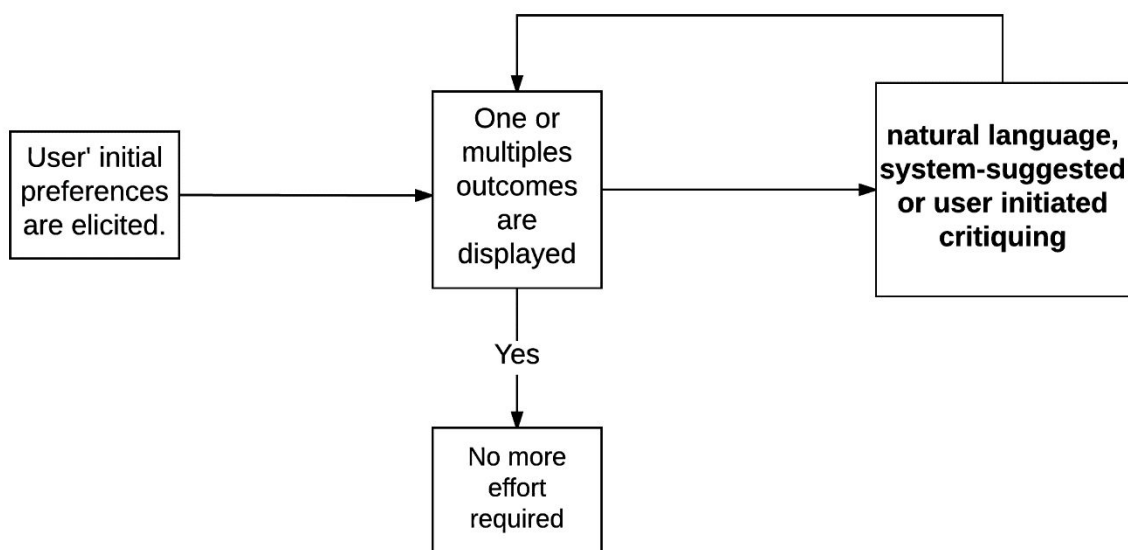 User' initial
preferences
are elicited.
One or
multiples
outcomes
are
displayed
natural language,
system-suggested
or user initiated
critiquing
Yes
No more
effort
required